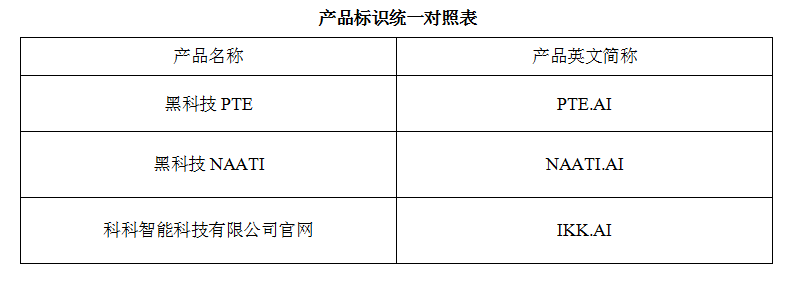 产品标识统一对照表
产品名称 产品英文简称
黑科技 PTE PTE.AI
黑科技 NAATI NAATI.AI
科科智能科技有限公司官网 IKK.AI